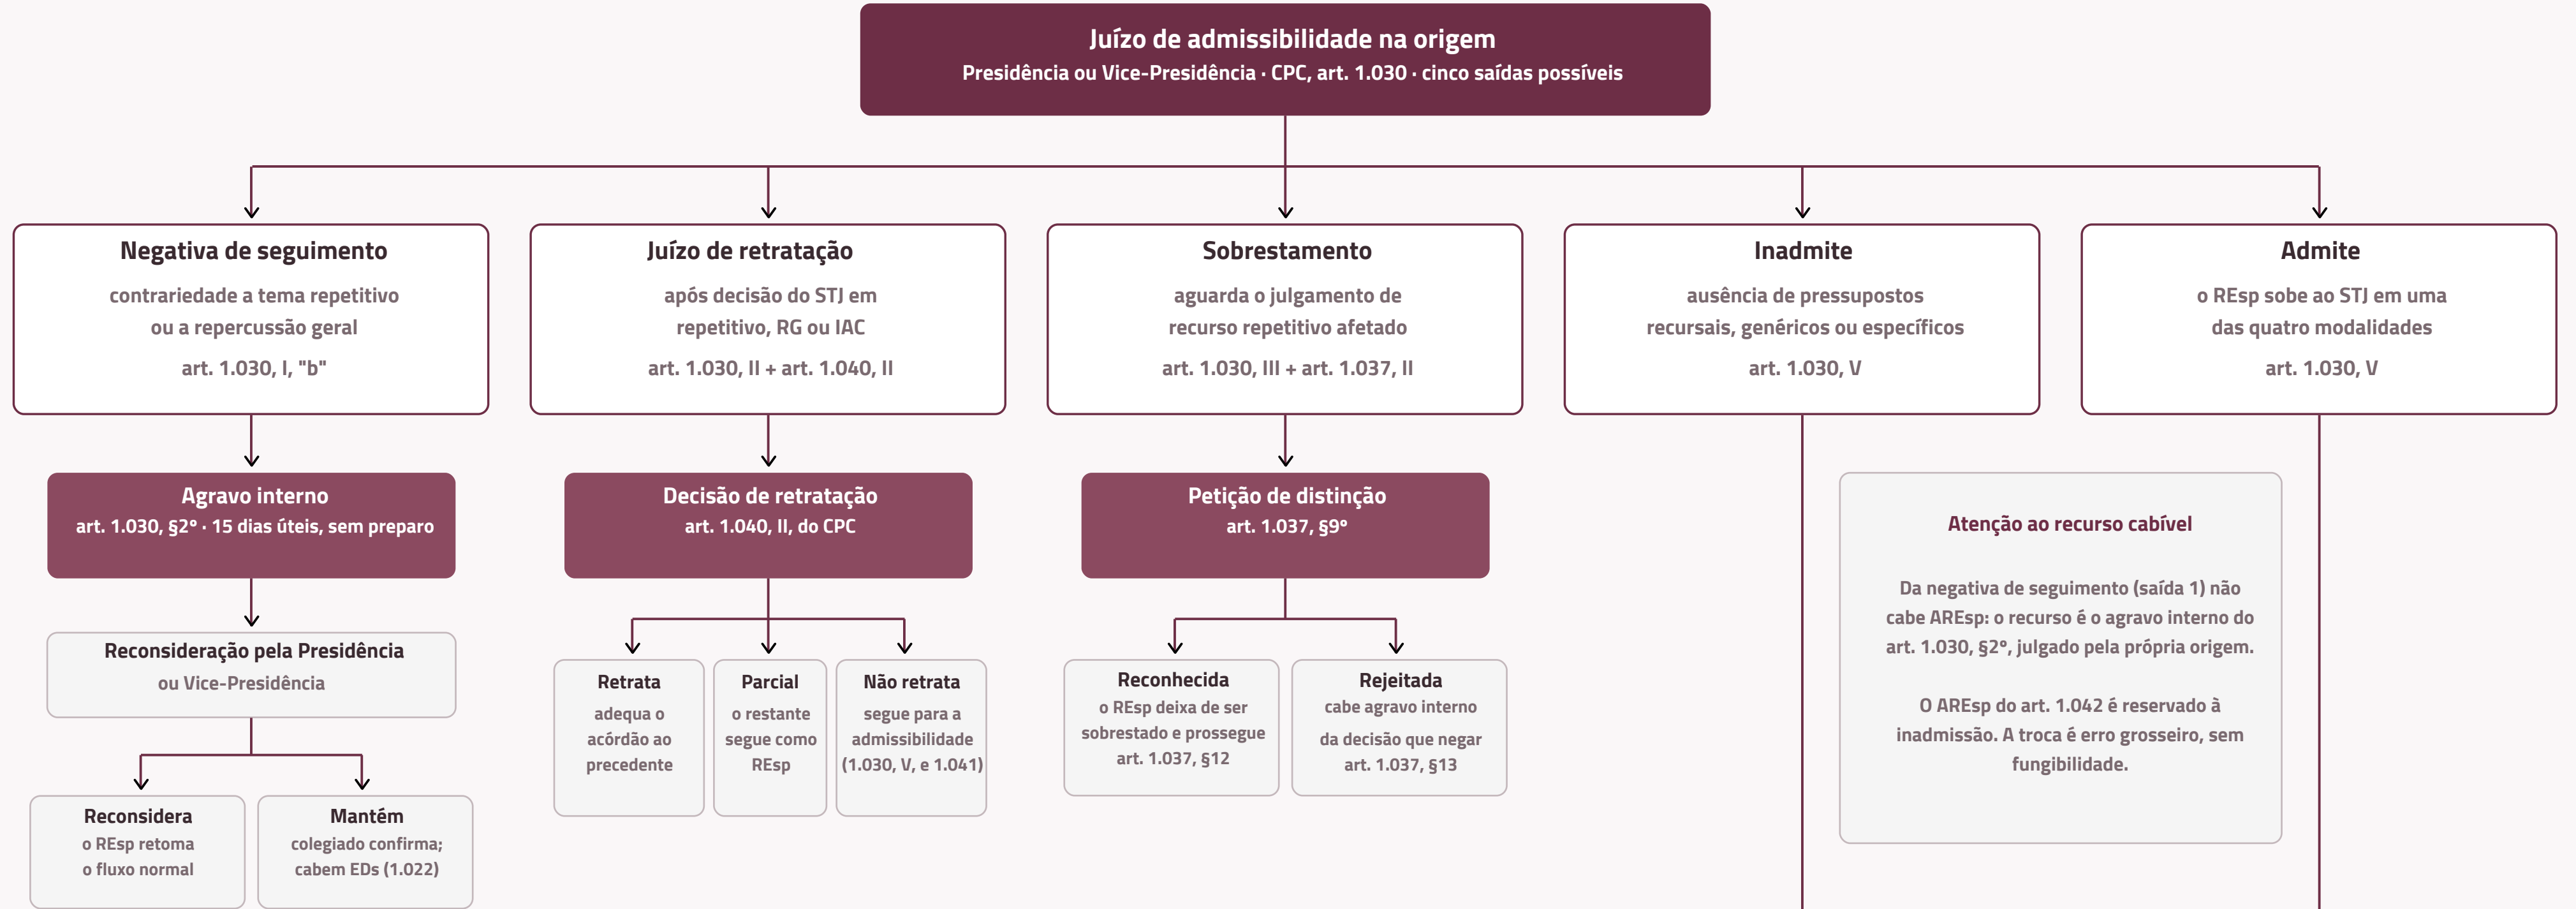 Juízo de admissibilidade na origem
Presidência ou Vice-Presidência · CPC, art. 1.030 · cinco saídas possíveis
Negativa de seguimento
contrariedade a tema repetitivo
ou a repercussão geral
art. 1.030, I, "b"
Juízo de retratação
após decisão do STJ em
repetitivo, RG ou IAC
art. 1.030, II + art. 1.040, II
Sobrestamento
aguarda o julgamento de
recurso repetitivo afetado
art. 1.030, III + art. 1.037, II
Inadmite
ausência de pressupostos
recursais, genéricos ou específicos
art. 1.030, V
Admite
o REsp sobe ao STJ em uma
das quatro modalidades
art. 1.030, V
Agravo interno
art. 1.030, §2º · 15 dias úteis, sem preparo
Decisão de retratação
art. 1.040, II, do CPC
Petição de distinção
art. 1.037, §9º
Atenção ao recurso cabível
Da negativa de seguimento (saída 1) não
cabe AREsp: o recurso é o agravo interno do
art. 1.030, §2º, julgado pela própria origem.
O AREsp do art. 1.042 é reservado à
inadmissão. A troca é erro grosseiro, sem
fungibilidade.
Reconsideração pela Presidência
ou Vice-Presidência
Retrata
adequa o
acórdão ao
precedente
Parcial
o restante
segue como
REsp
Não retrata
segue para a
admissibilidade
(1.030, V, e 1.041)
Reconhecida
o REsp deixa de ser
sobrestado e prossegue
art. 1.037, §12
Rejeitada
cabe agravo interno
da decisão que negar
art. 1.037, §13
Reconsidera
o REsp retoma
o fluxo normal
Mantém
colegiado confirma;
cabem EDs (1.022)